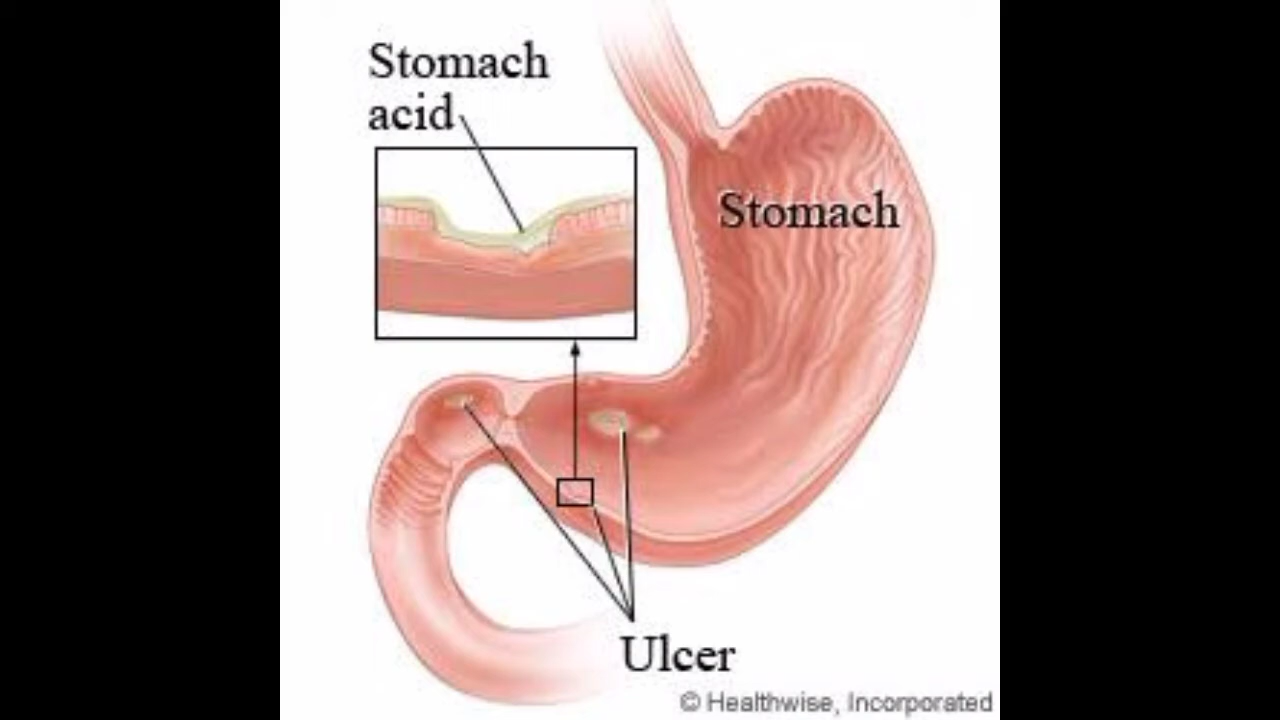 Stomach
acid
Stomach
Ulcer
© Healthwise, Incorporated